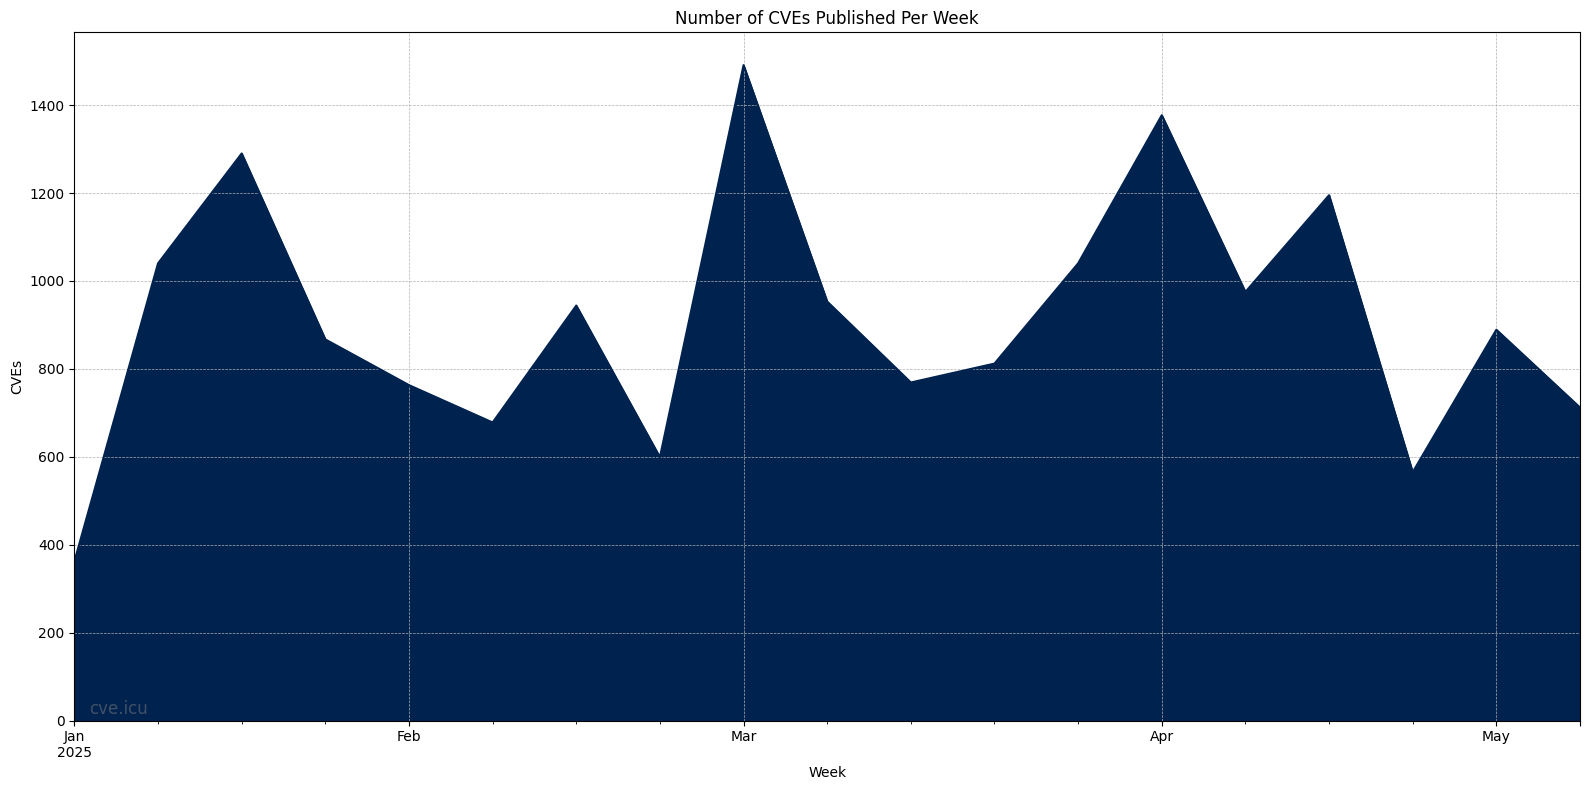 Number of CVEs Published Per Week
1400
1200
1000
800
600
400
200
0
CVEs
cve.icu
Jan
2025
Feb
Mar
Apr
May
Week